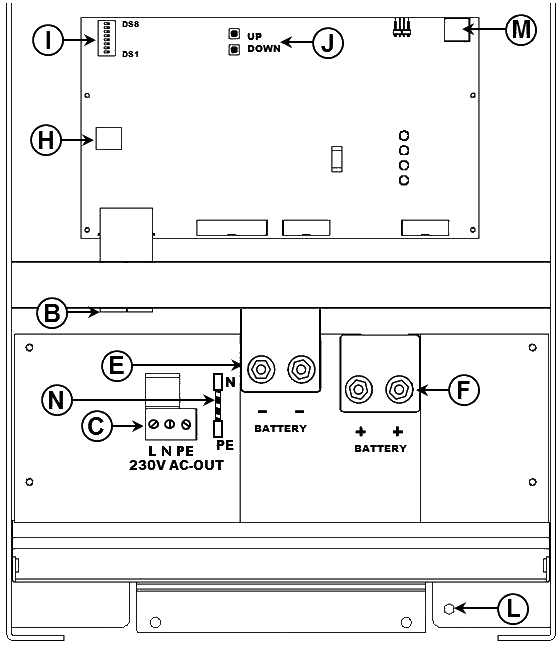 I
DS8
DS1
UP
DOWN
J
M
H
B
E
N
N
C
PE
F
- -
BATTERY
+ +
BATTERY
L N PE
230V AC-OUT
L